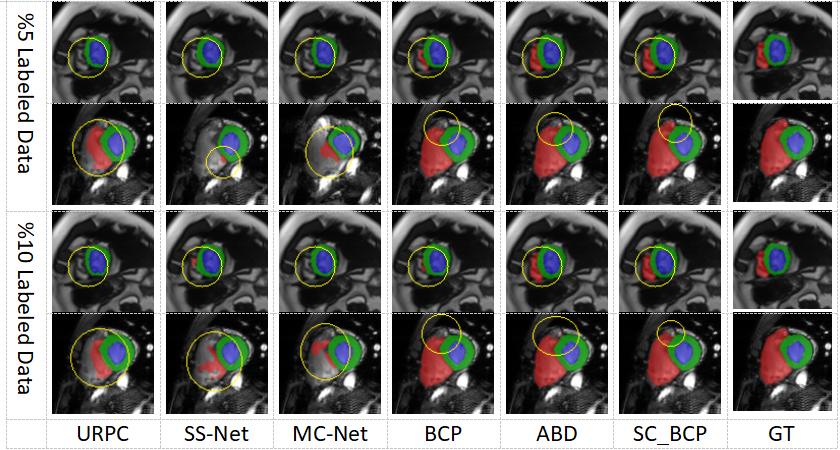 %5 Labeled Data
%10 Labeled Data
URPC SS-Net MC-Net BCP ABD SC_BCP GT